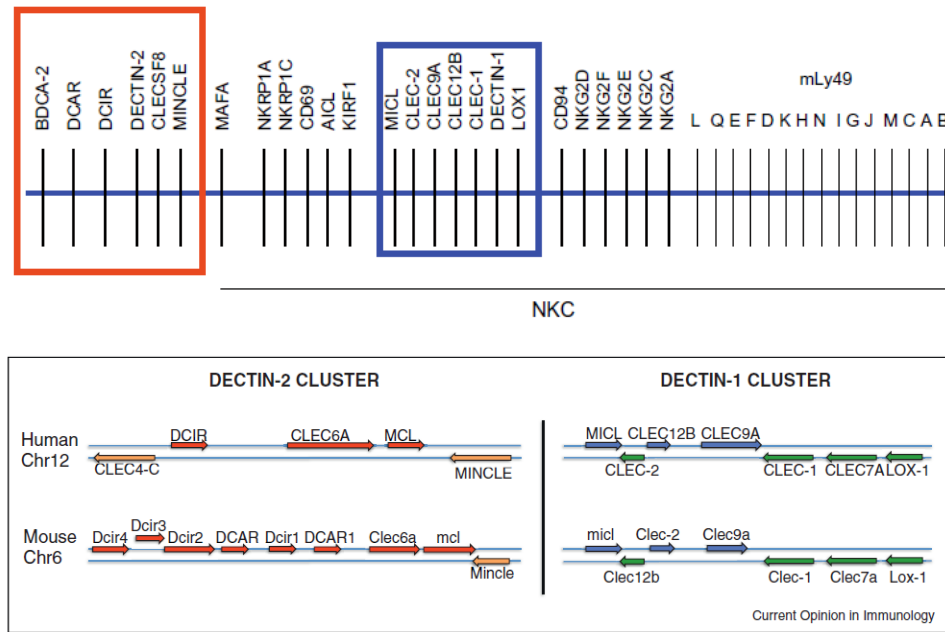 BDCA-2
DCAR
DCIR
DECTIN-2
CLECSF8
MINCLE
MAFA
NKRP1A
NKRP1C
CD69
AICL
KIRF1
MICL
CLEC-2
CLEC9A
CLEC12B
CLEC-1
DECTIN-1
LOX1
CD94
NKG2D
NKG2F
NKG2E
NKG2C
NKG2A
mLy49
L Q E F D K H N I G J M C A B
NKC
DECTIN-2 CLUSTER
DECTIN-1 CLUSTER
Human
Chr12
DCIR
CLEC6A
MCL
CLEC4-C
MINCLE
MICL
CLEC12B
CLEC9A
CLEC-2
CLEC-1
CLEC7A
LOX-1
Mouse
Chr6
Dcir4
Dcir3
Dcir2
DCAR
Dcir1
DCAR1
Clec6a
mcl
Mincle
micl
Clec-2
Clec9a
Clec12b
Clec-1
Clec7a
Lox-1
Current Opinion in Immunology